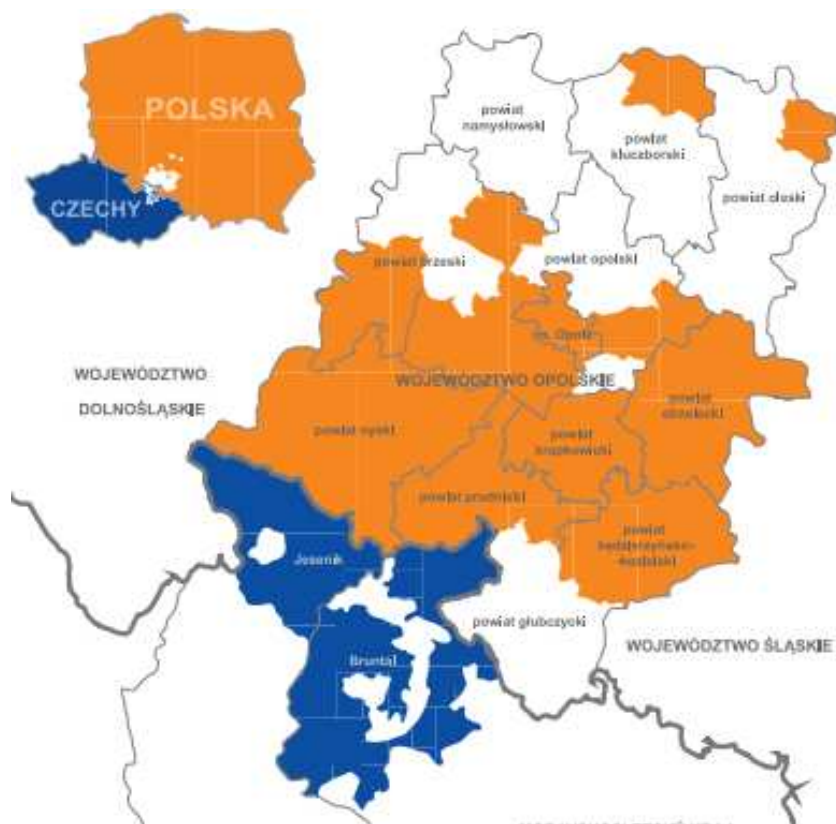 POLSKA
CZECHY
powiat
namysłowski
powiat
kluczborski
powiat oleski
powiat brzeski
powiat opolski
m. Opole
WOJEWÓDZTWO
DOLNOŚLĄSKIE
WOJEWÓDZTWO OPOLSKIE
powiat
strzelecki
powiat nyski
powiat
krapkowicki
powiat prudnicki
powiat
kędzierzyńsko-
kozielski
Jesenik
powiat głubczycki
WOJEWÓDZTWO ŚLĄSKIE
Bruntál